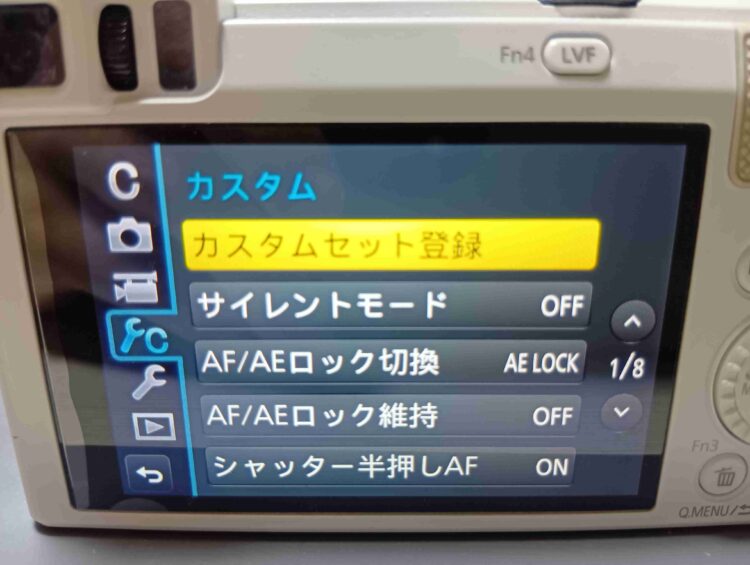 Fn4 LVF
C
カスタム
カスタムセット登録
サイレントモード OFF
C
AF/AEロック切換 AE LOCK
1/8
AF/AEロック維持 OFF
シャッター半押しAF ON
Fn3
Q.MENU/